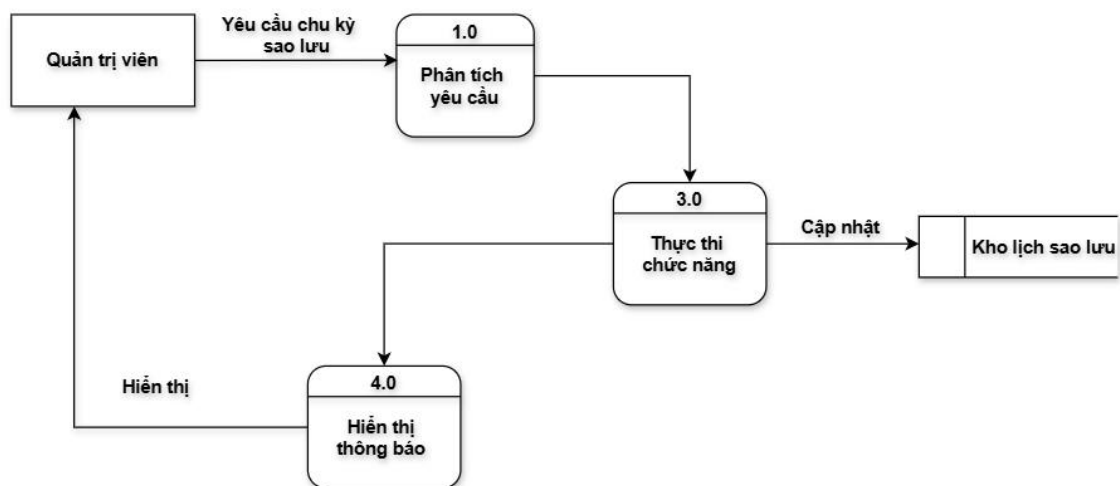 Quản trị viên
Yêu cầu chu kỳ
sao lưu
1.0
Phân tích
yêu cầu
3.0
Thực thi
chức năng
Cập nhật
Kho lịch sao lưu
4.0
Hiển thị
thông báo
Hiển thị